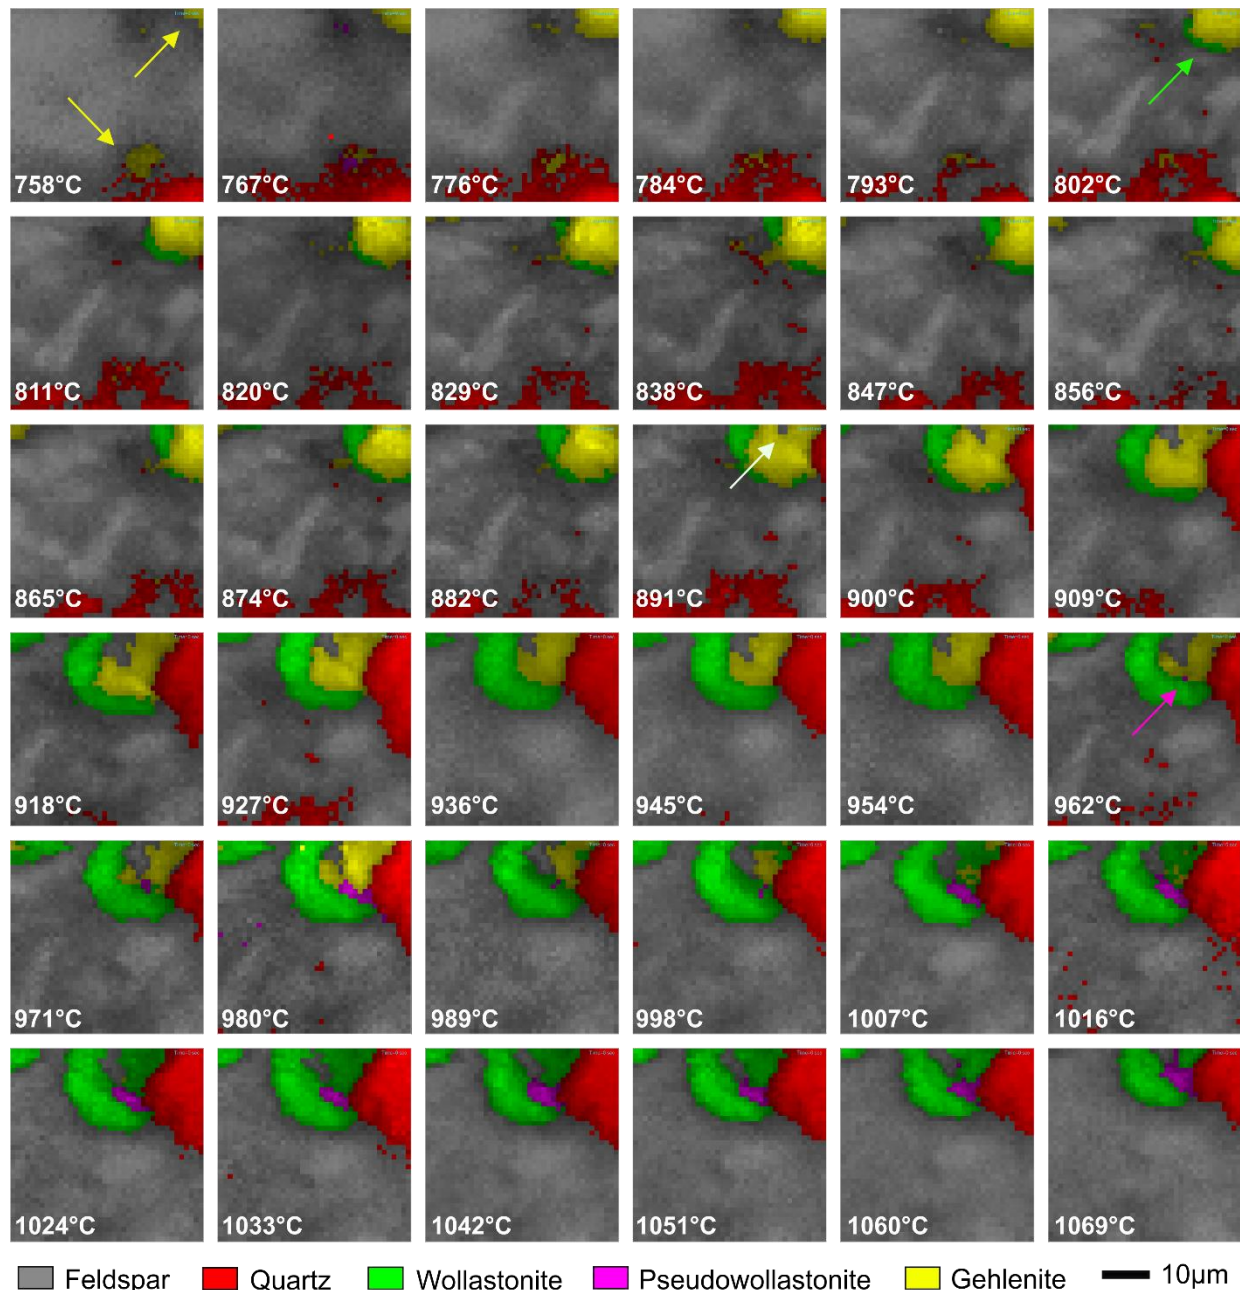 758°C 767°C 776°C 784°C 793°C 802°C
811°C 820°C 829°C 838°C 847°C 856°C
865°C 874°C 882°C 891°C 900°C 909°C
918°C 927°C 936°C 945°C 954°C 962°C
971°C 980°C 989°C 998°C 1007°C 1016°C
1024°C 1033°C 1042°C 1051°C 1060°C 1069°C
Feldspar Quartz Wollastonite Pseudowollastonite Gehlenite 10µm